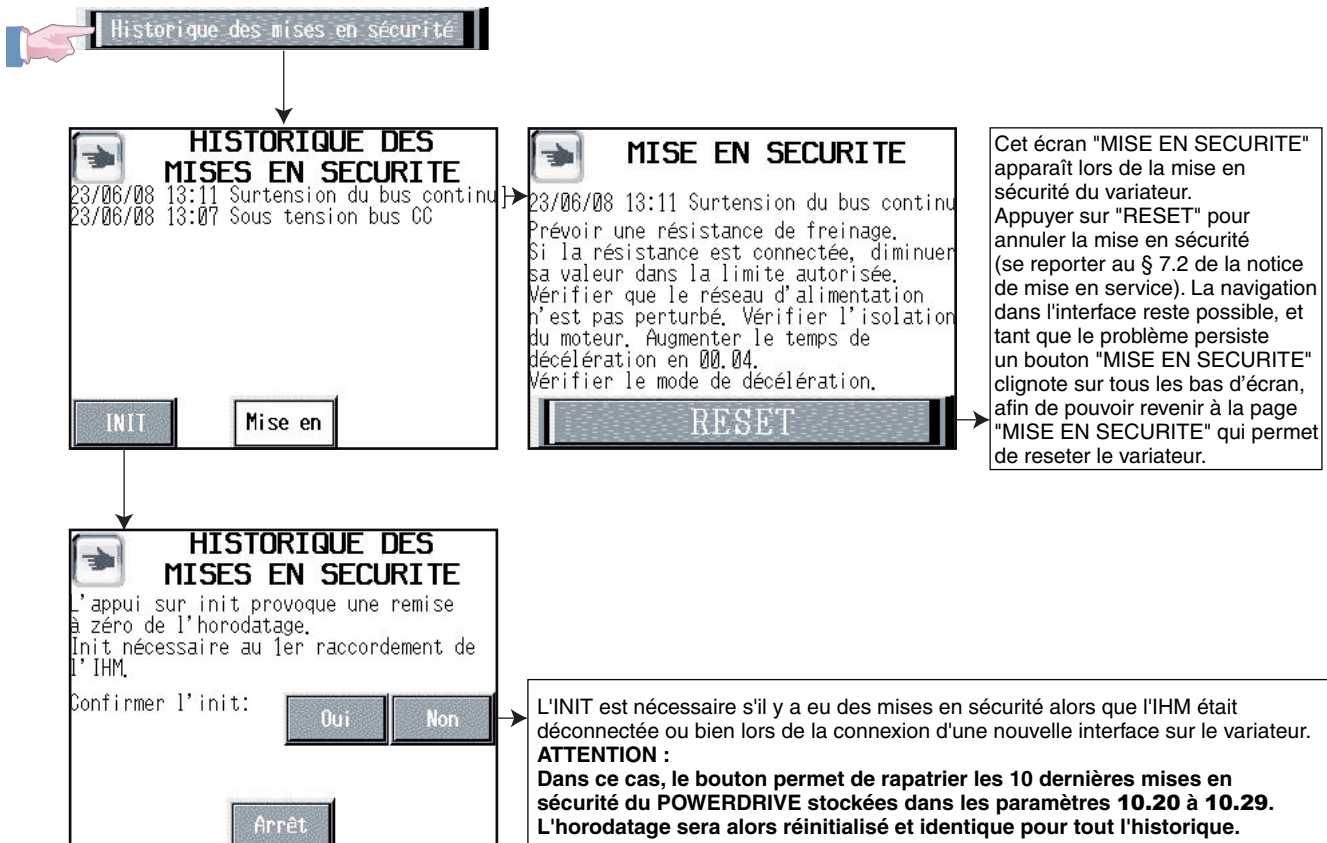 Historique des mises en sécurité
HISTORIQUE DES
MISES EN SECURITE
23/06/08 13:11 Surtension du bus continu]
23/06/08 13:07 Sous tension bus CC
INIT
Mise en
MISE EN SECURITE
23/06/08 13:11 Surtension du bus continu
Prévoir une résistance de freinage.
Si la résistance est connectée, diminuer
sa valeur dans la limite autorisée.
Vérifier que le réseau d'alimentation
n'est pas perturbé. Vérifier l'isolation
du moteur. Augmenter le temps de
décélération en 00.04.
Vérifier le mode de décélération.
RESET
Cet écran "MISE EN SECURITE"
apparaît lors de la mise en
sécurité du variateur.
Appuyer sur "RESET" pour
annuler la mise en sécurité
(se reporter au § 7.2 de la notice
de mise en service). La navigation
dans l'interface reste possible, et
tant que le problème persiste
un bouton "MISE EN SECURITE"
clignote sur tous les bas d'écran,
afin de pouvoir revenir à la page
"MISE EN SECURITE" qui permet
de reseter le variateur.
HISTORIQUE DES
MISES EN SECURITE
L'appui sur init provoque une remise
à zéro de l'horodatage.
Init nécessaire au 1er raccordement de
l'IHM.
Confirmer l'init:
Oui
Non
Arrêt
L'INIT est nécessaire s'il y a eu des mises en sécurité alors que l'IHM était
déconnectée ou bien lors de la connexion d'une nouvelle interface sur le variateur.
ATTENTION :
Dans ce cas, le bouton permet de rapatrier les 10 dernières mises en
sécurité du POWERDRIVE stockées dans les paramètres 10.20 à 10.29.
L'horodatage sera alors réinitialisé et identique pour tout l'historique.